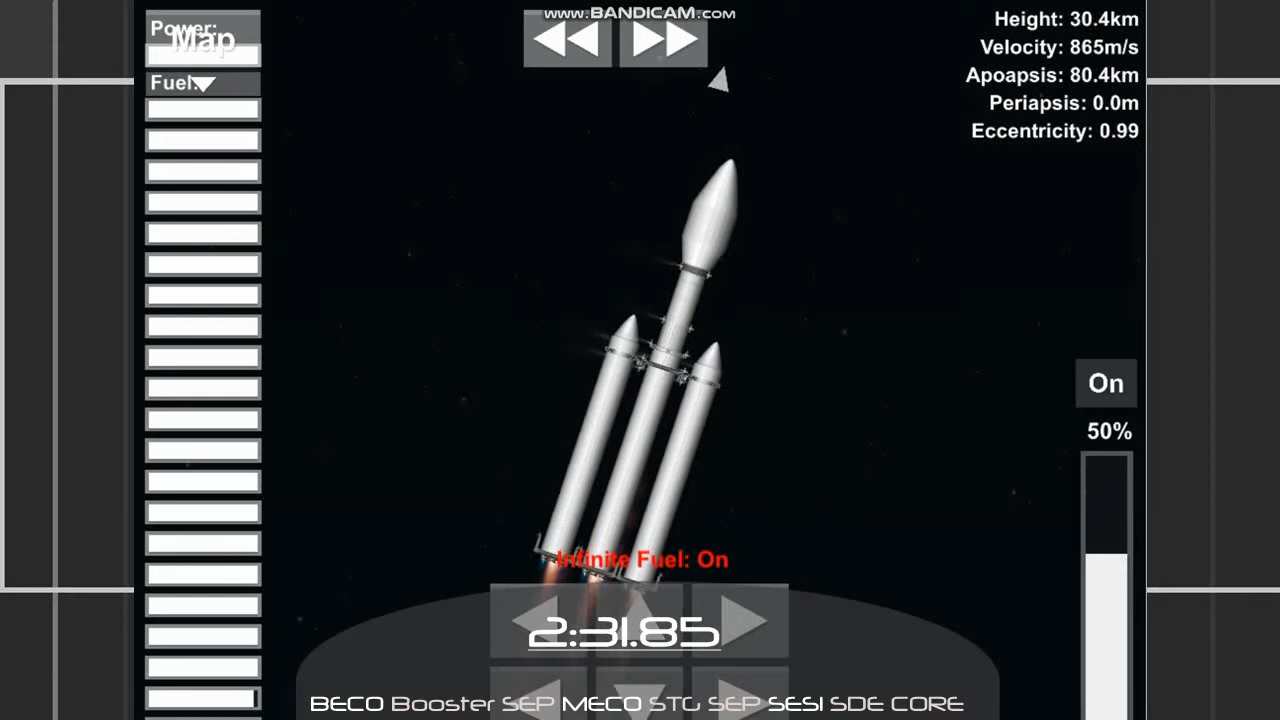 www.BANDICAM.com
Power:
Map
Fuel:
Height: 30.4km
Velocity: 865m/s
Apoapsis: 80.4km
Periapsis: 0.0m
Eccentricity: 0.99
On
50%
Infinite Fuel: On
2:31.85
BECO Booster SEP MECO STG SEP SESI SDE CORE